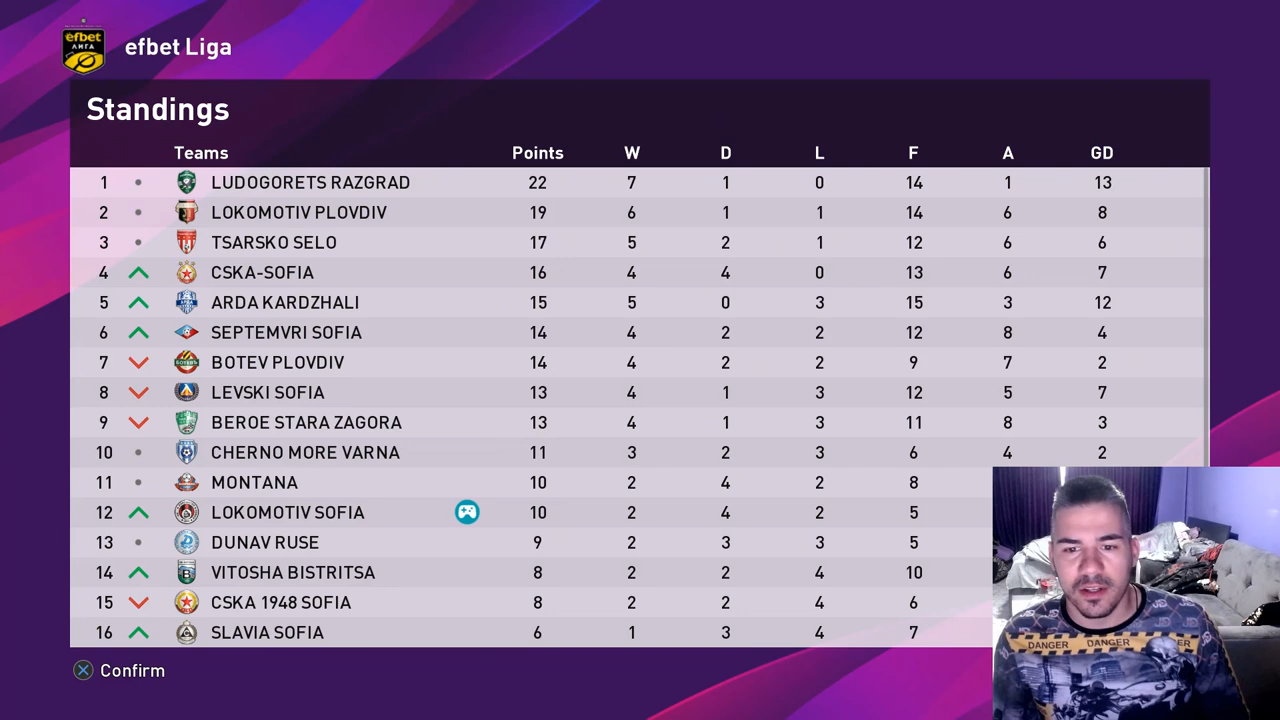 efbet
ЛИГА
efbet Liga
Standings
Teams Points W D L F A GD
1 LUDOGORETS RAZGRAD 22 7 1 0 14 1 13
2 LOKOMOTIV PLOVDIV 19 6 1 1 14 6 8
3 TSARSKO SELO 17 5 2 1 12 6 6
4 CSKA-SOFIA 16 4 4 0 13 6 7
5 ARDA KARDZHALI 15 5 0 3 15 3 12
6 SEPTEMVRI SOFIA 14 4 2 2 12 8 4
7 BOTEV PLOVDIV 14 4 2 2 9 7 2
8 LEVSKI SOFIA 13 4 1 3 12 5 7
9 BEROE STARA ZAGORA 13 4 1 3 11 8 3
10 CHERNO MORE VARNA 11 3 2 3 6 4 2
11 MONTANA 10 2 4 2 8
12 LOKOMOTIV SOFIA 10 2 4 2 5
13 DUNAV RUSE 9 2 3 3 5
14 VITOSHA BISTRITSA 8 2 2 4 10
15 CSKA 1948 SOFIA 8 2 2 4 6
16 SLAVIA SOFIA 6 1 3 4 7
Confirm
DANGER DANGER ER